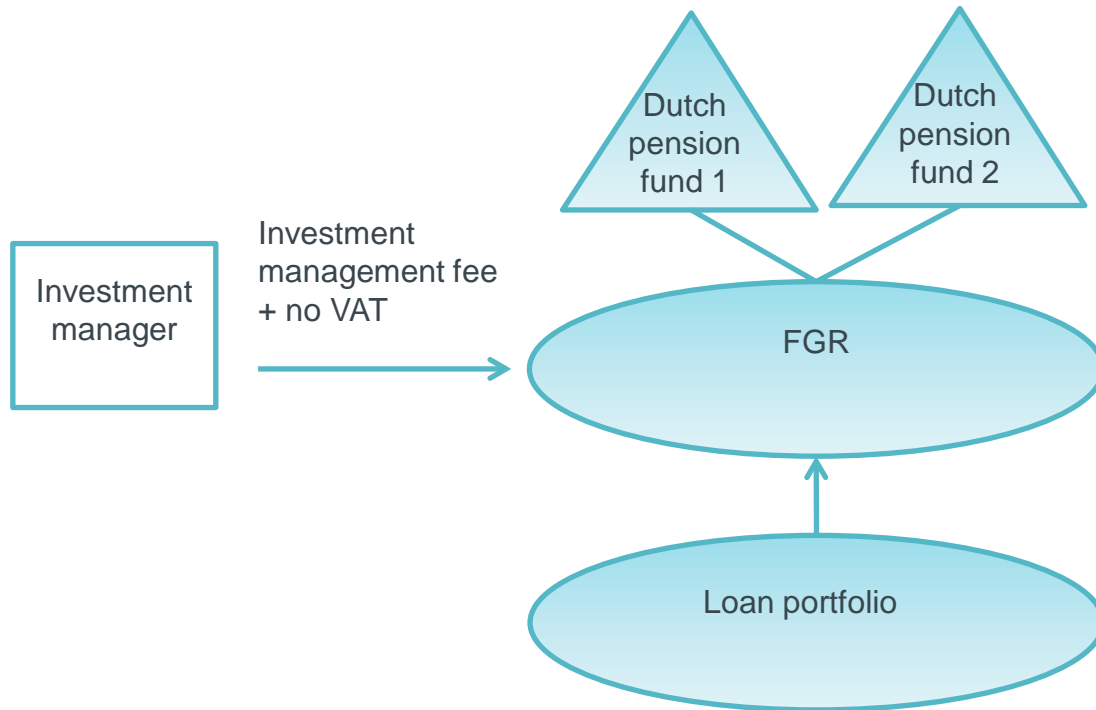 Dutch
pension
fund 1
Dutch
pension
fund 2
Investment
management fee
+ no VAT
Investment
manager
FGR
Loan portfolio